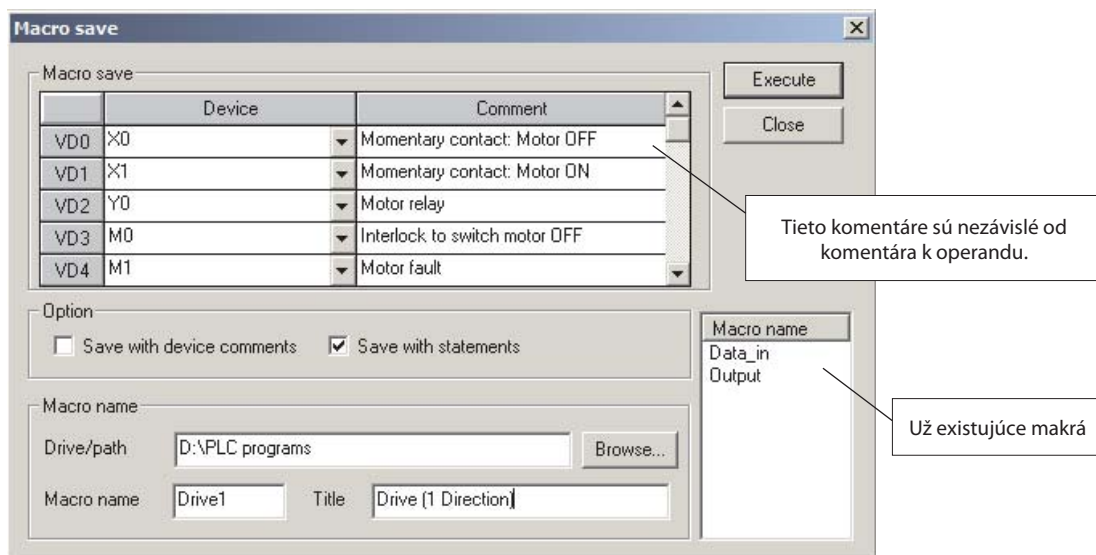 Macro save
Macro save
Device Comment
VD0 X0 Momentary contact: Motor OFF
VD1 X1 Momentary contact: Motor ON
VD2 Y0 Motor relay
VD3 M0 Interlock to switch motor OFF
VD4 M1 Motor fault
Execute
Close
Tieto komentáre sú nezávislé od
komentára k operandu.
Option
Save with device comments Save with statements
Macro name
Data_in
Output
Už existujúce makrá
Macro name
Drive/path D:\PLC programs Browse...
Macro name Drive1 Title Drive (1 Direction)